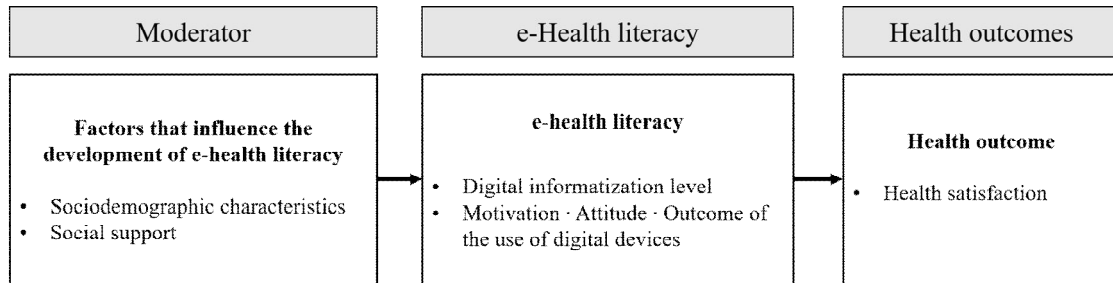 Moderator
e-Health literacy
Health outcomes
Factors that influence the
development of e-health literacy
• Sociodemographic characteristics
• Social support
e-health literacy
• Digital informatization level
• Motivation · Attitude · Outcome of
the use of digital devices
Health outcome
• Health satisfaction